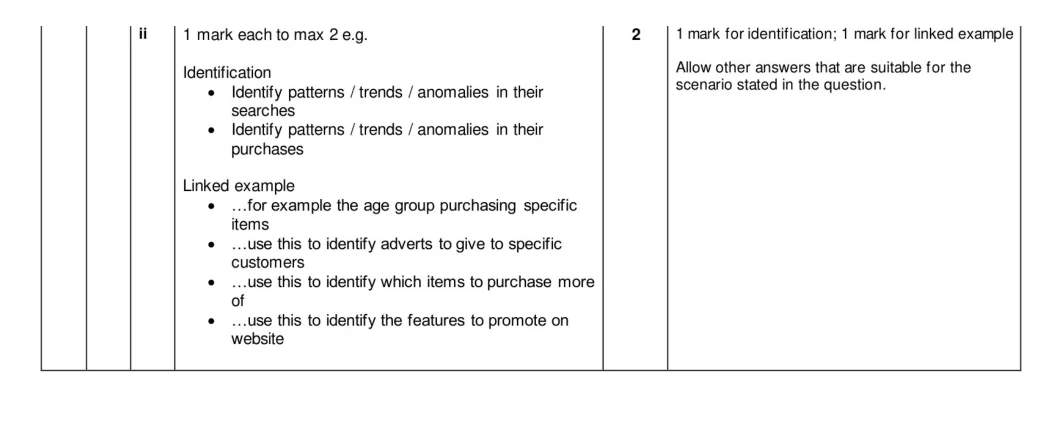 ii 1 mark each to max 2 e.g. 2 1 mark for identification; 1 mark for linked example
Identification
• Identify patterns / trends / anomalies in their
searches
• Identify patterns / trends / anomalies in their
purchases
Linked example
• …for example the age group purchasing specific
items
• …use this to identify adverts to give to specific
customers
• …use this to identify which items to purchase more
of
• …use this to identify the features to promote on
website
Allow other answers that are suitable for the
scenario stated in the question.